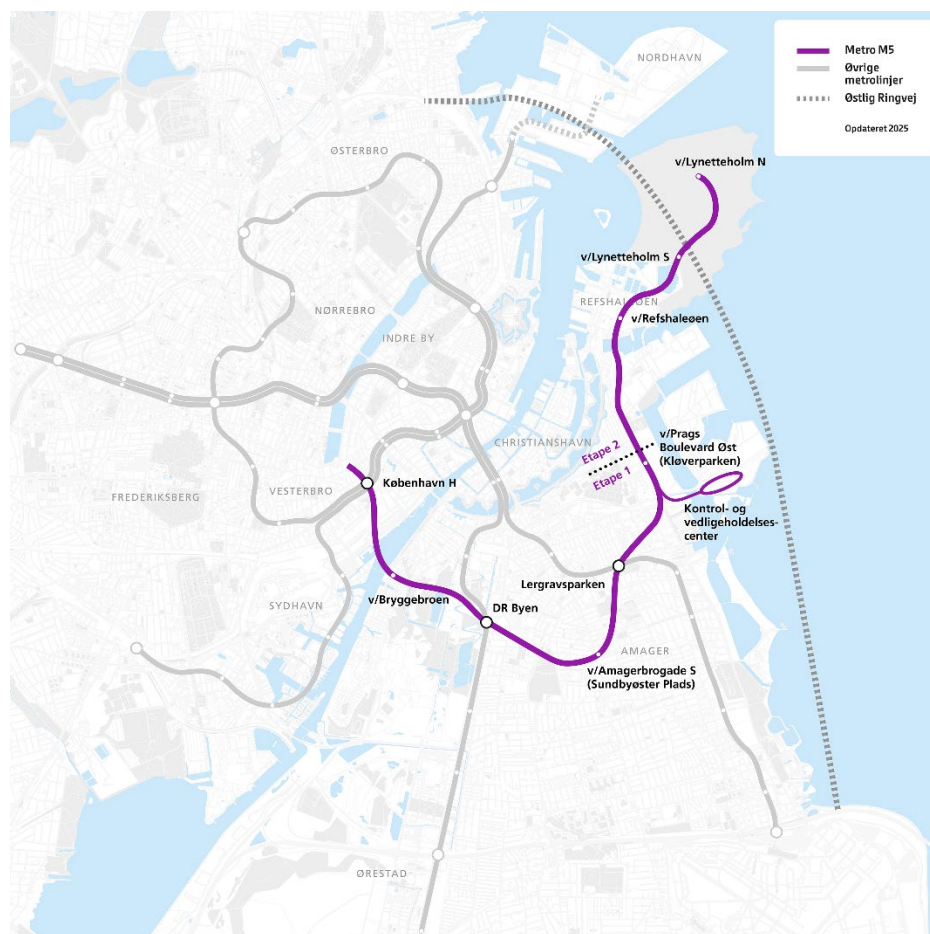 NORDHAVN
Metro M5
Øvrige
metrolinjer
Østlig Ringvej
Opdateret 2025
ØSTERBRO
v/Lynetteholm N
v/Lynetteholm S
REFSHALEØEN
v/Refshaleøen
NØRREBRO
INDRE BY
CHRISTIANSHAVN
Etape 2
Etape 1
v/Prags
Boulevard Øst
(Kløverparken)
FREDERIKSBERG
VESTERBRO
København H
Kontrol- og
vedligeholdelses-
center
Lergravsparken
v/Bryggebroen
DR Byen
SYDHAVN
AMAGER
v/Amagerbrogade S
(Sundbyøster Plads)
ØRESTAD